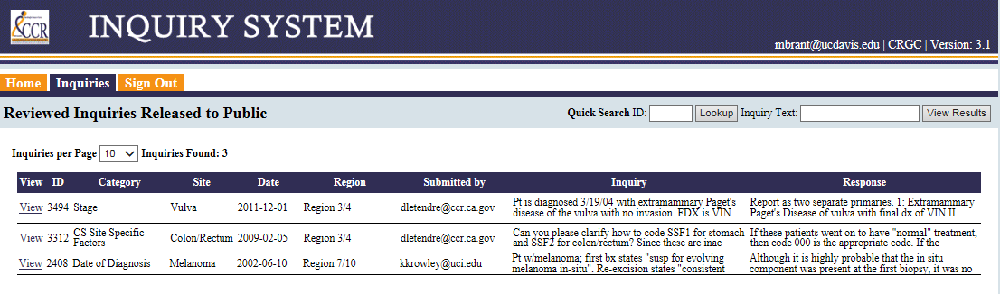 CCR
INQUIRY SYSTEM
mbrant@ucdavis.edu | CRGC | Version: 3.1
Home Inquiries Sign Out
Reviewed Inquiries Released to Public Quick Search ID: Lookup Inquiry Text: View Results
Inquiries per Page 10 Inquiries Found: 3
View ID Category Site Date Region Submitted by Inquiry Response
View 3494 Stage Vulva 2011-12-01 Region 3/4 dletendre@ccr.ca.gov
Pt is diagnosed 3/19/04 with extramammary Paget's
disease of the vulva with no invasion. FDX is VIN
Report as two separate primaries. 1: Extramammary
Paget's Disease of vulva with final dx of VIN II
View 3312 CS Site Specific
Factors
Colon/Rectum 2009-02-05 Region 3/4 dletendre@ccr.ca.gov
Can you please clarify how to code SSF1 for stomach
and SSF2 for colon/rectum? Since these are inac
If these patients went on to have "normal" treatment,
then code 000 is the appropriate code. If the
View 2408 Date of Diagnosis Melanoma 2002-06-10 Region 7/10 kkrowley@uci.edu
Pt w/melanoma; first bx states "susp for evolving
melanoma in-situ". Re-excision states "consistent
Although it is highly probable that the in situ
component was present at the first biopsy, it was no